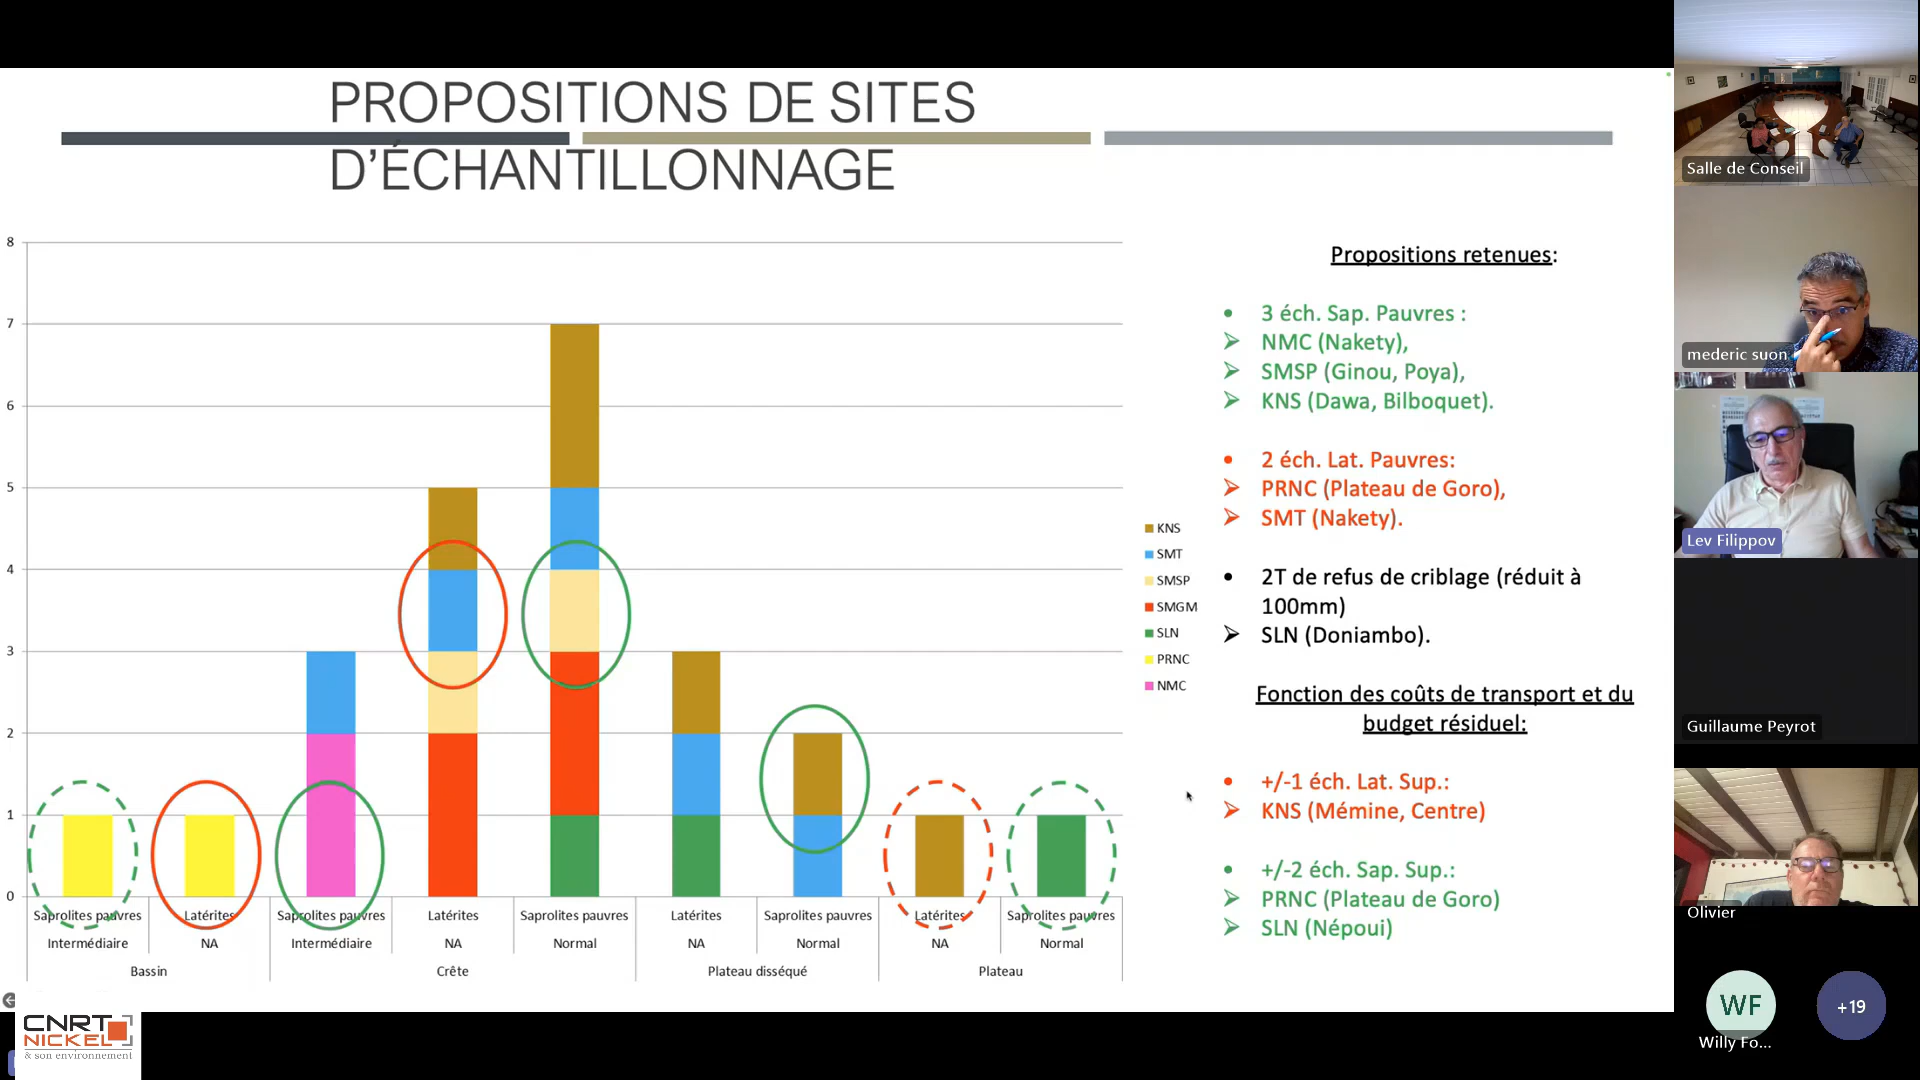 PROPOSITIONS DE SITES
D'ÉCHANTILLONNAGE
8
7
6
5
4
3
2
1
0
Saprolites pauvres
Latérites
Saprolites pauvres
Latérites
Saprolites pauvres
Latérites
Saprolites pauvres
Latérites
Saprolites pauvres
Intermédiaire
NA
Intermédiaire
NA
Normal
NA
Normal
NA
Normal
Bassin
Crête
Plateau disséqué
Plateau
KNS
SMT
SMSP
SMGM
SLN
PRNC
NMC
Propositions retenues:
• 3 éch. Sap. Pauvres :
➢ NMC (Nakety),
➢ SMSP (Ginou, Poya),
➢ KNS (Dawa, Bilboquet).
• 2 éch. Lat. Pauvres:
➢ PRNC (Plateau de Goro),
➢ SMT (Nakety).
• 2T de refus de criblage (réduit à
100mm)
➢ SLN (Doniambo).
Fonction des coûts de transport et du
budget résiduel:
• +/-1 éch. Lat. Sup.:
➢ KNS (Mémine, Centre)
• +/-2 éch. Sap. Sup.:
➢ PRNC (Plateau de Goro)
➢ SLN (Népoui)
CNRT
NICKEL
& son environnement
Salle de Conseil
mederic suon
Lev Filippov
Guillaume Peyrot
Olivier
WF
+19
Willy Fo...